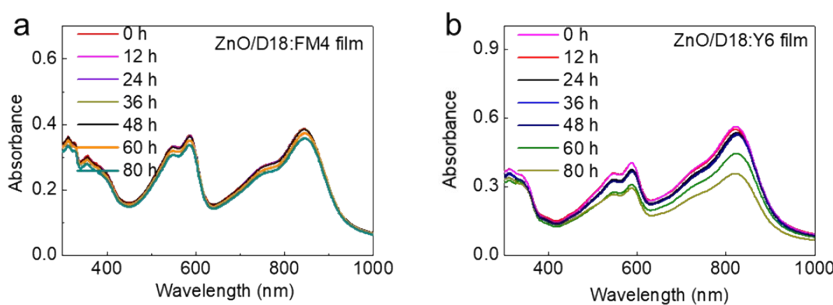 a
0 h
12 h
24 h
36 h
48 h
60 h
80 h
ZnO/D18:FM4 film
Absorbance
0.6
0.4
0.2
0.0
400
600
800
1000
Wavelength (nm)
b
0 h
12 h
24 h
36 h
48 h
60 h
80 h
ZnO/D18:Y6 film
Absorbance
0.9
0.6
0.3
0.0
400
600
800
1000
Wavelength (nm)